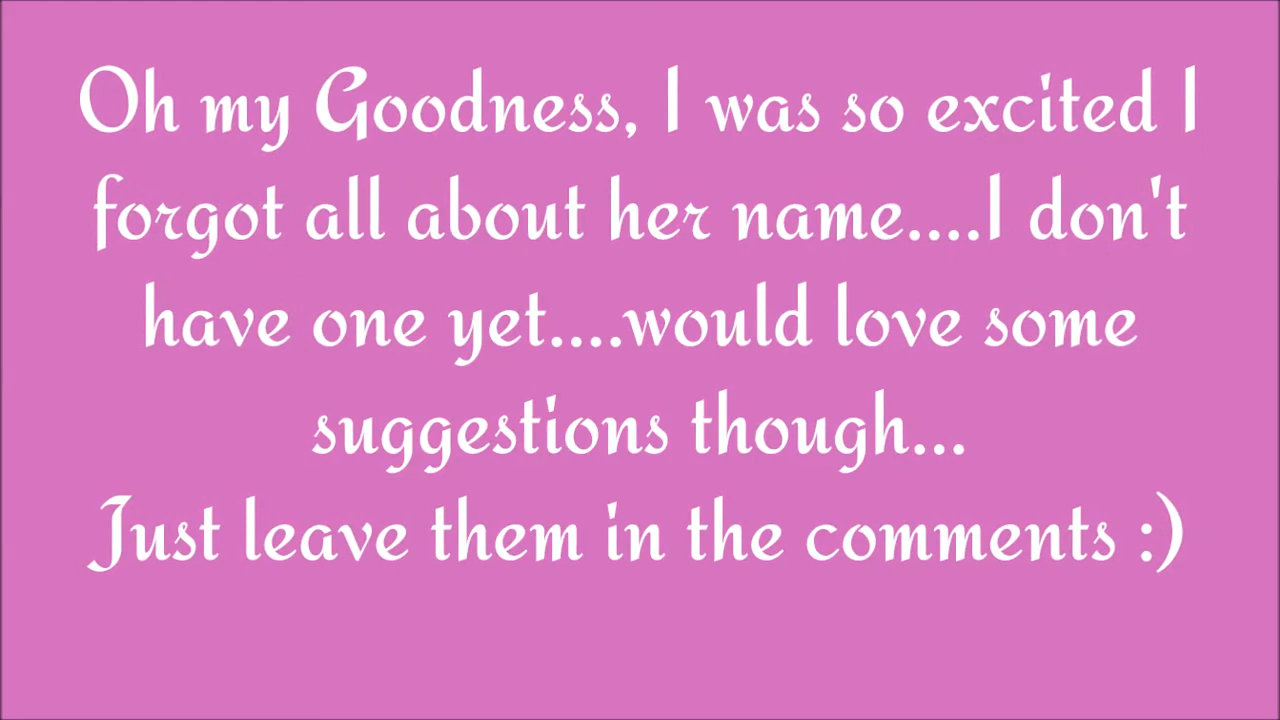 Oh my Goodness, I was so excited I
forgot all about her name....I don't
have one yet....would love some
suggestions though...
Just leave them in the comments :)